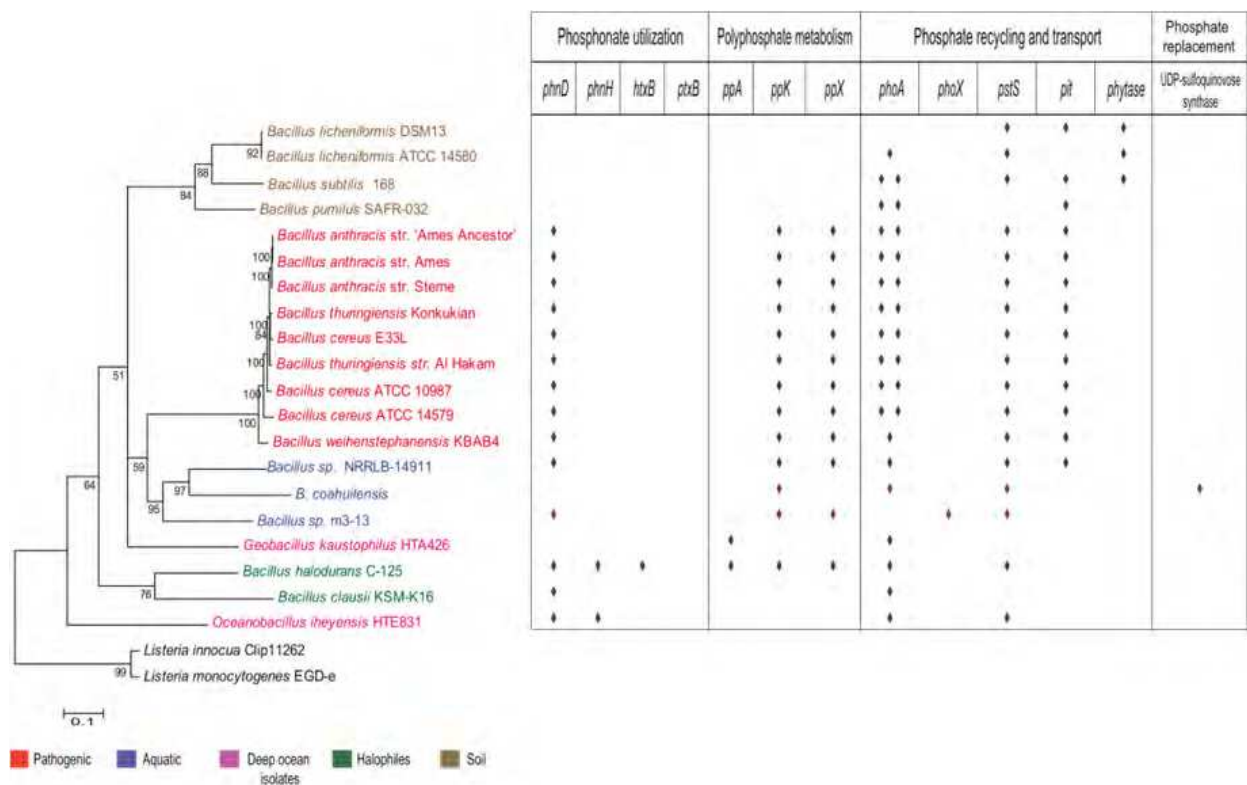 Phosphonate utilization Polyphosphate metabolism Phosphate recycling and transport Phosphate replacement
phnD phnH htxB ptxB ppA ppK ppX phoA phoX pstS pit phytase UDP-sulfoquinovose synthase
Bacillus licheniformis DSM13
92
Bacillus licheniformis ATCC 14580
88
Bacillus subtilis 168
84
Bacillus pumilus SAFR-032
Bacillus anthracis str. 'Ames Ancestor'
100
Bacillus anthracis str. Ames
100
Bacillus anthracis str. Sterne
Bacillus thuringiensis Konkukian
100
54
Bacillus cereus E33L
100
Bacillus thuringiensis str. Al Hakam
51
Bacillus cereus ATCC 10987
100
Bacillus cereus ATCC 14579
100
Bacillus weihenstephanensis KBAB4
59
Bacillus sp. NRRLB-14911
64
97
B. coahuilensis
95
Bacillus sp. m3-13
Geobacillus kaustophilus HTA426
Bacillus halodurans C-125
76
Bacillus clausii KSM-K16
Oceanobacillus iheyensis HTE831
Listeria innocua Clip11262
99
Listeria monocytogenes EGD-e
0.1
Pathogenic Aquatic Deep ocean isolates Halophiles Soil